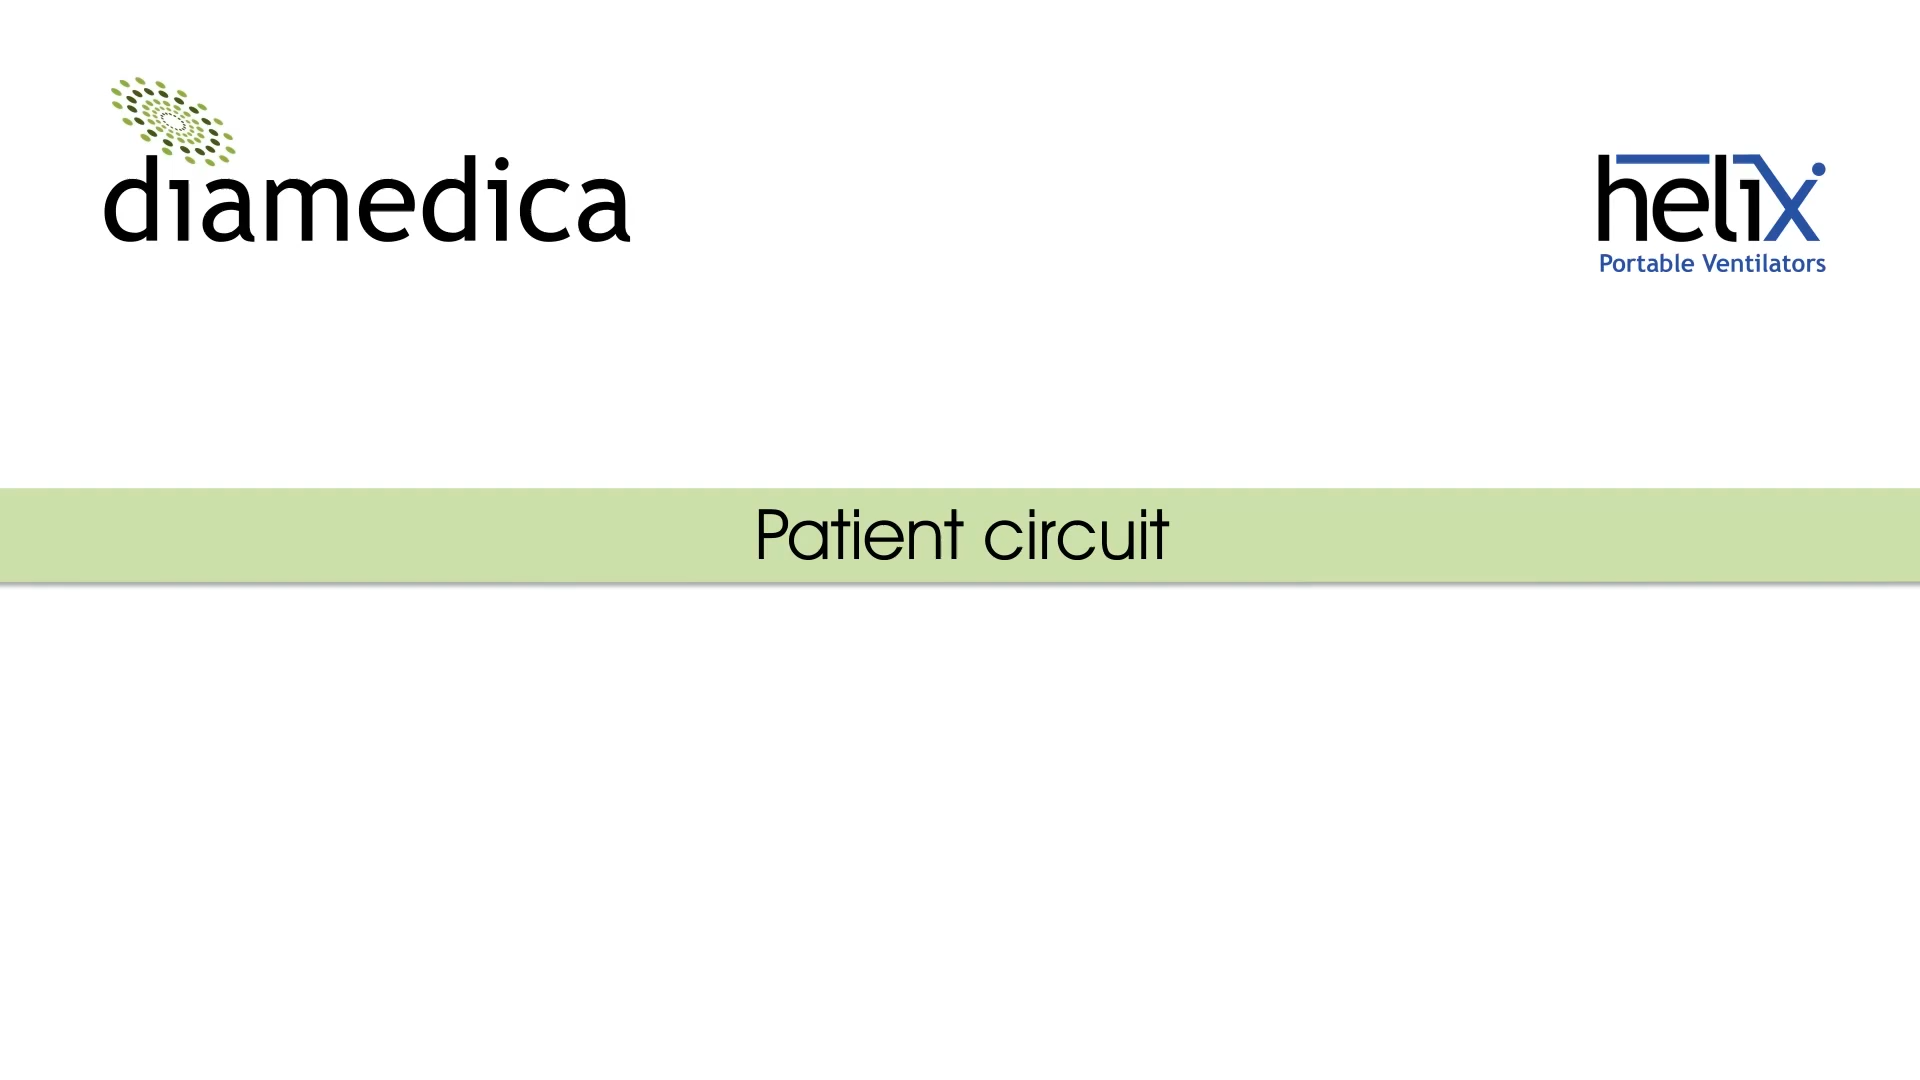 diamedica
helix
Portable Ventilators
Patient circuit